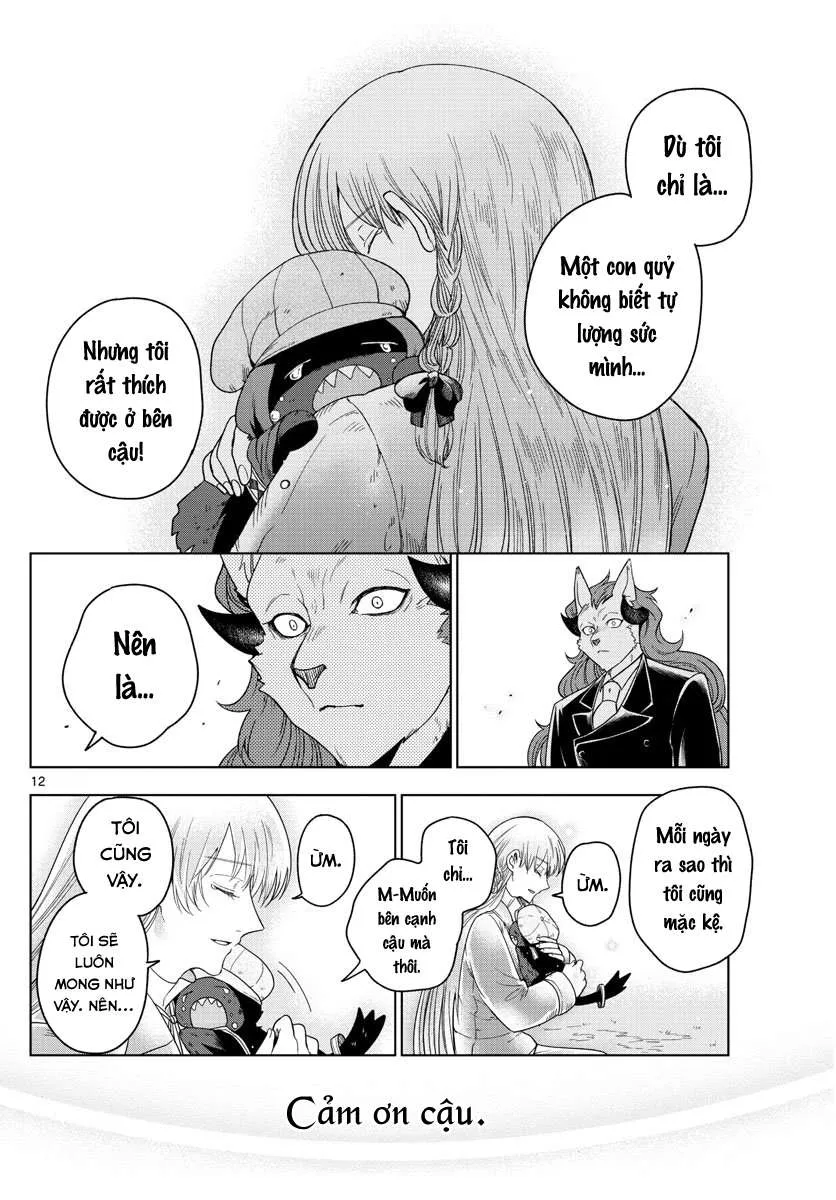 Dù tôi
chỉ là...
Một con quỷ
không biết tự
lượng sức
mình...
Nhưng tôi
rất thích
được ở bên
cậu!
Nên
là...
12
Mỗi ngày
ra sao thì
tôi cũng
mặc kệ.
ỪM.
Tôi
chỉ...
M-Muốn
bên cạnh
cậu mà
thôi.
ỪM.
TÔI
CŨNG
VẬY.
TÔI SẼ
LUÔN
MONG NHƯ
VẬY. NÊN...
Cảm ơn cậu.